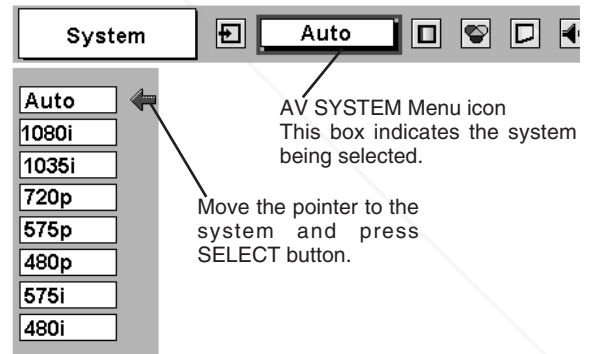 System
Auto
AV SYSTEM Menu icon
This box indicates the system
being selected.
Auto
1080i
1035i
720p
575p
480p
575i
480i
Move the pointer to the
system and press
SELECT button.